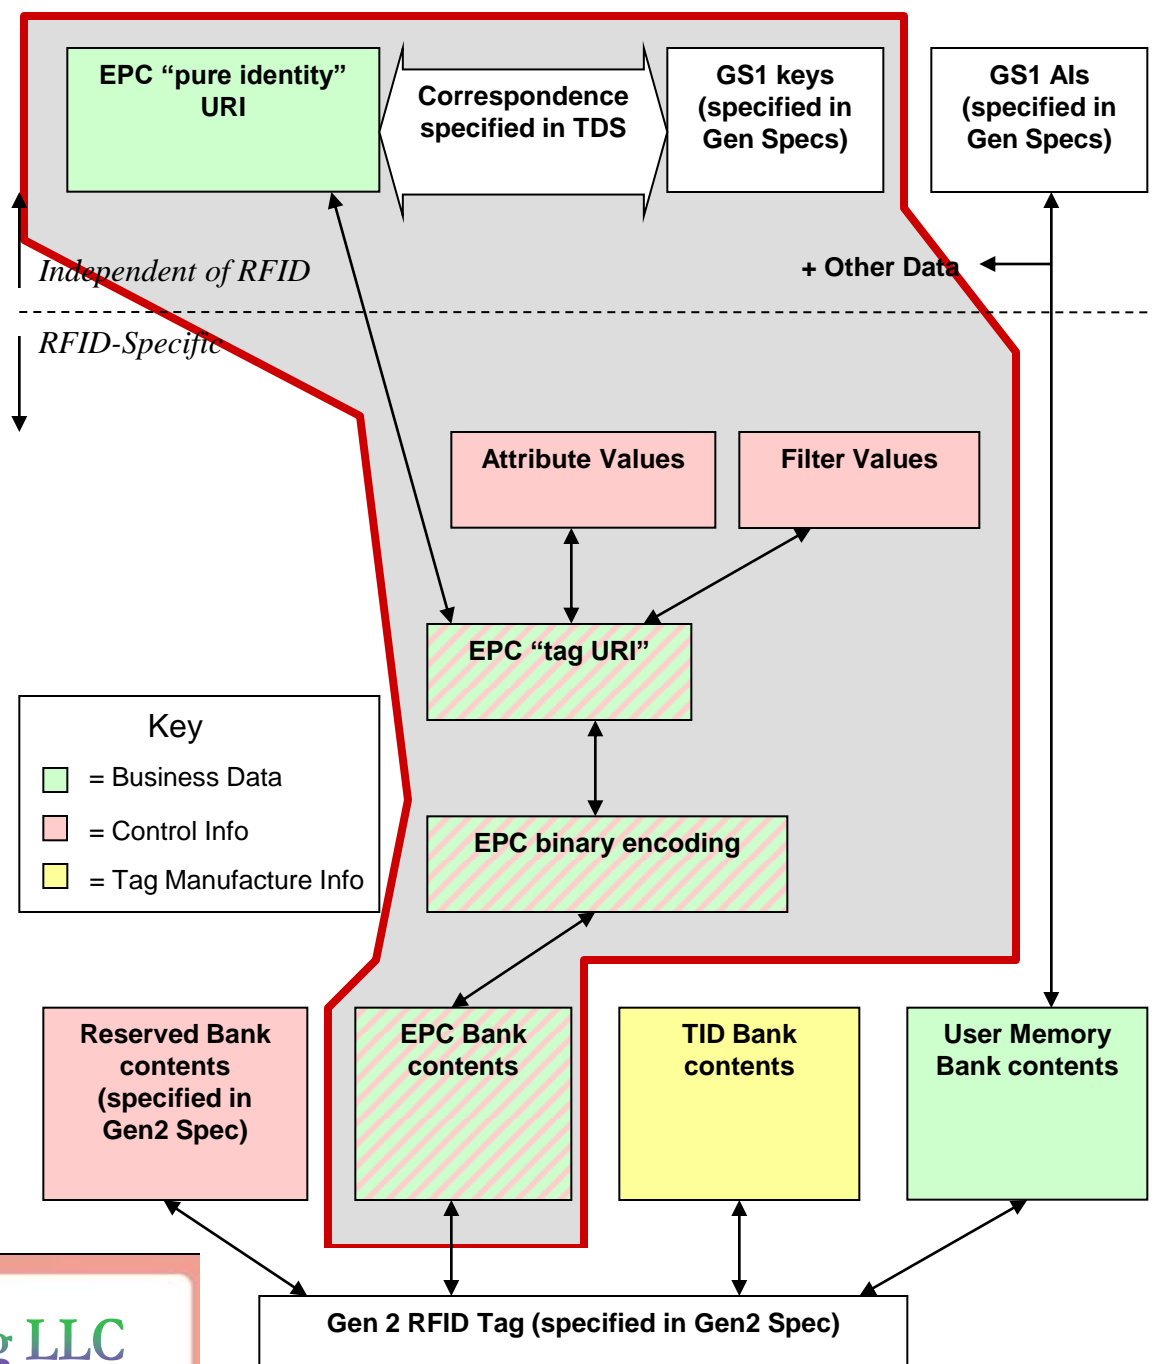 EPC “pure identity”
URI
Correspondence
specified in TDS
GS1 keys
(specified in
Gen Specs)
GS1 AIs
(specified in
Gen Specs)
Independent of RFID
+ Other Data
RFID-Specific
Attribute Values
Filter Values
EPC “tag URI”
Key
= Business Data
= Control Info
= Tag Manufacture Info
EPC binary encoding
Reserved Bank
contents
(specified in
Gen2 Spec)
EPC Bank
contents
TID Bank
contents
User Memory
Bank contents
Gen 2 RFID Tag (specified in Gen2 Spec)
LLC